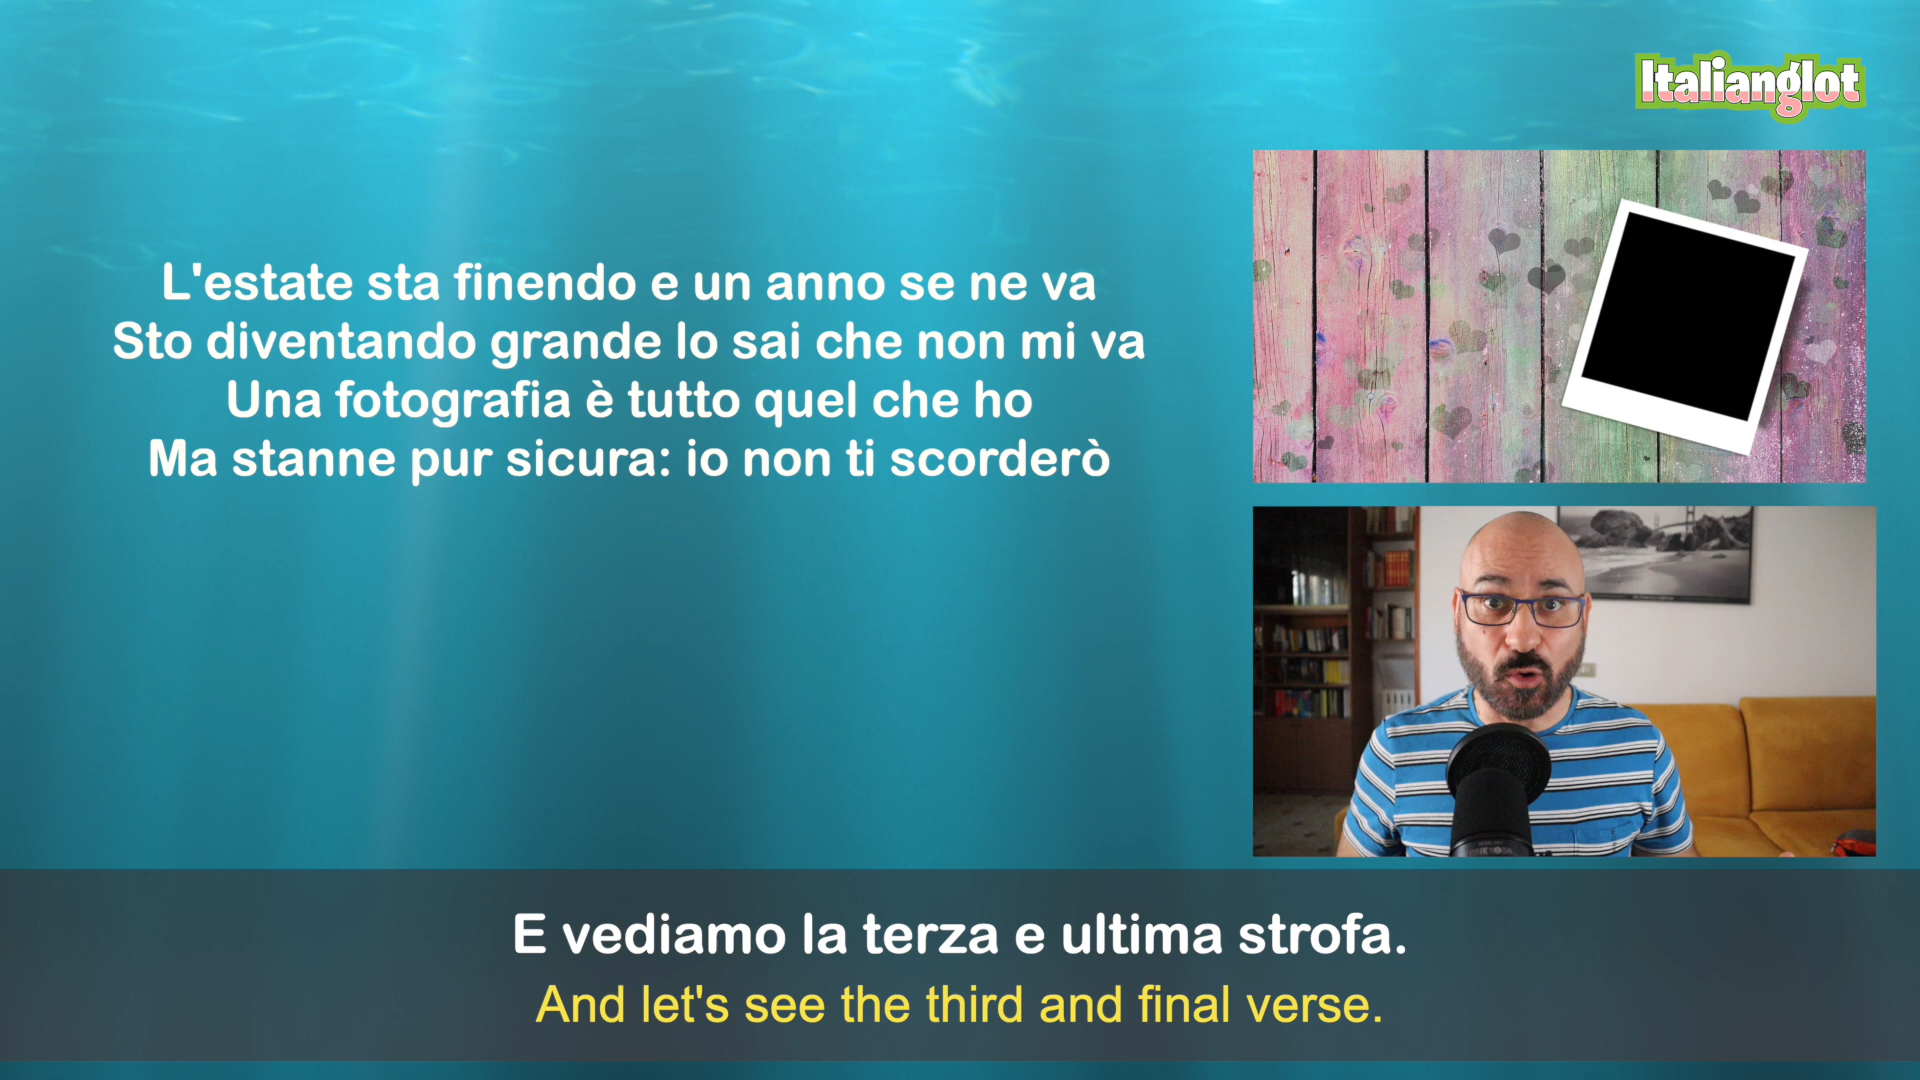 Italianglot
L'estate sta finendo e un anno se ne va
Sto diventando grande lo sai che non mi va
Una fotografia è tutto quel che ho
Ma stanne pur sicura: io non ti scorderò
E vediamo la terza e ultima strofa.
And let's see the third and final verse.